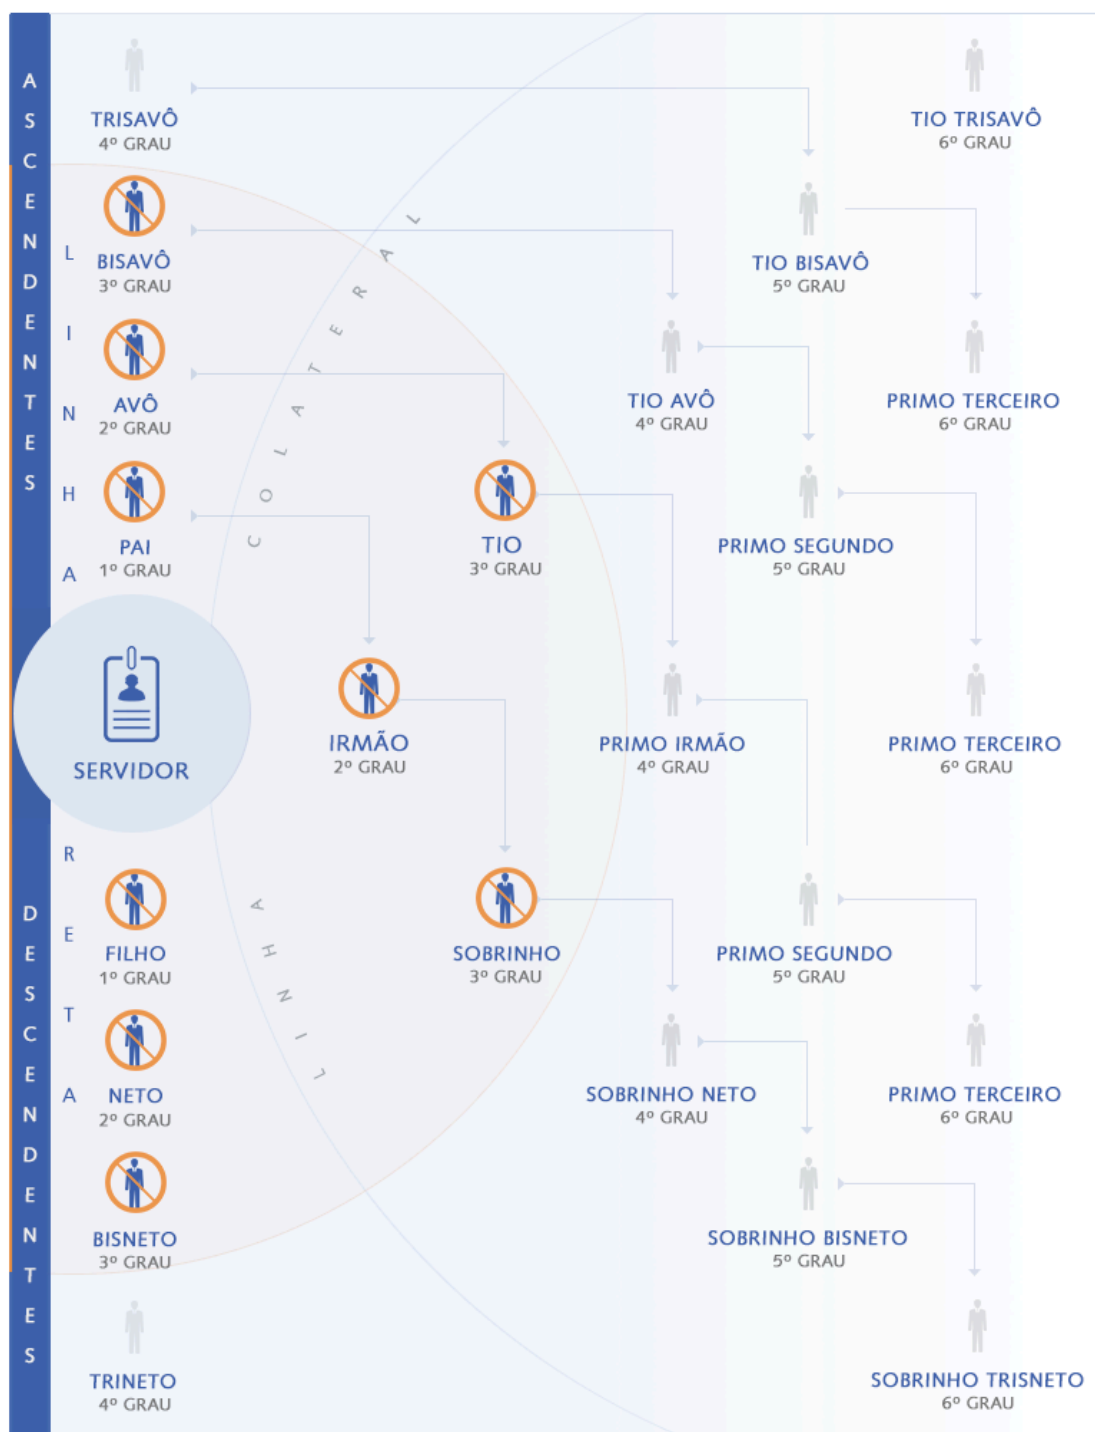 ASCENDENTES
DESCENDENTES
LINHA RETA
LINHA COLATERAL
TRISAVÔ
4º GRAU
TIO TRISAVÔ
6º GRAU
BISAVÔ
3º GRAU
TIO BISAVÔ
5º GRAU
AVÔ
2º GRAU
TIO AVÔ
4º GRAU
PRIMO TERCEIRO
6º GRAU
PAI
1º GRAU
TIO
3º GRAU
PRIMO SEGUNDO
5º GRAU
SERVIDOR
IRMÃO
2º GRAU
PRIMO IRMÃO
4º GRAU
PRIMO TERCEIRO
6º GRAU
FILHO
1º GRAU
SOBRINHO
3º GRAU
PRIMO SEGUNDO
5º GRAU
NETO
2º GRAU
SOBRINHO NETO
4º GRAU
PRIMO TERCEIRO
6º GRAU
BISNETO
3º GRAU
SOBRINHO BISNETO
5º GRAU
TRINETO
4º GRAU
SOBRINHO TRISNETO
6º GRAU